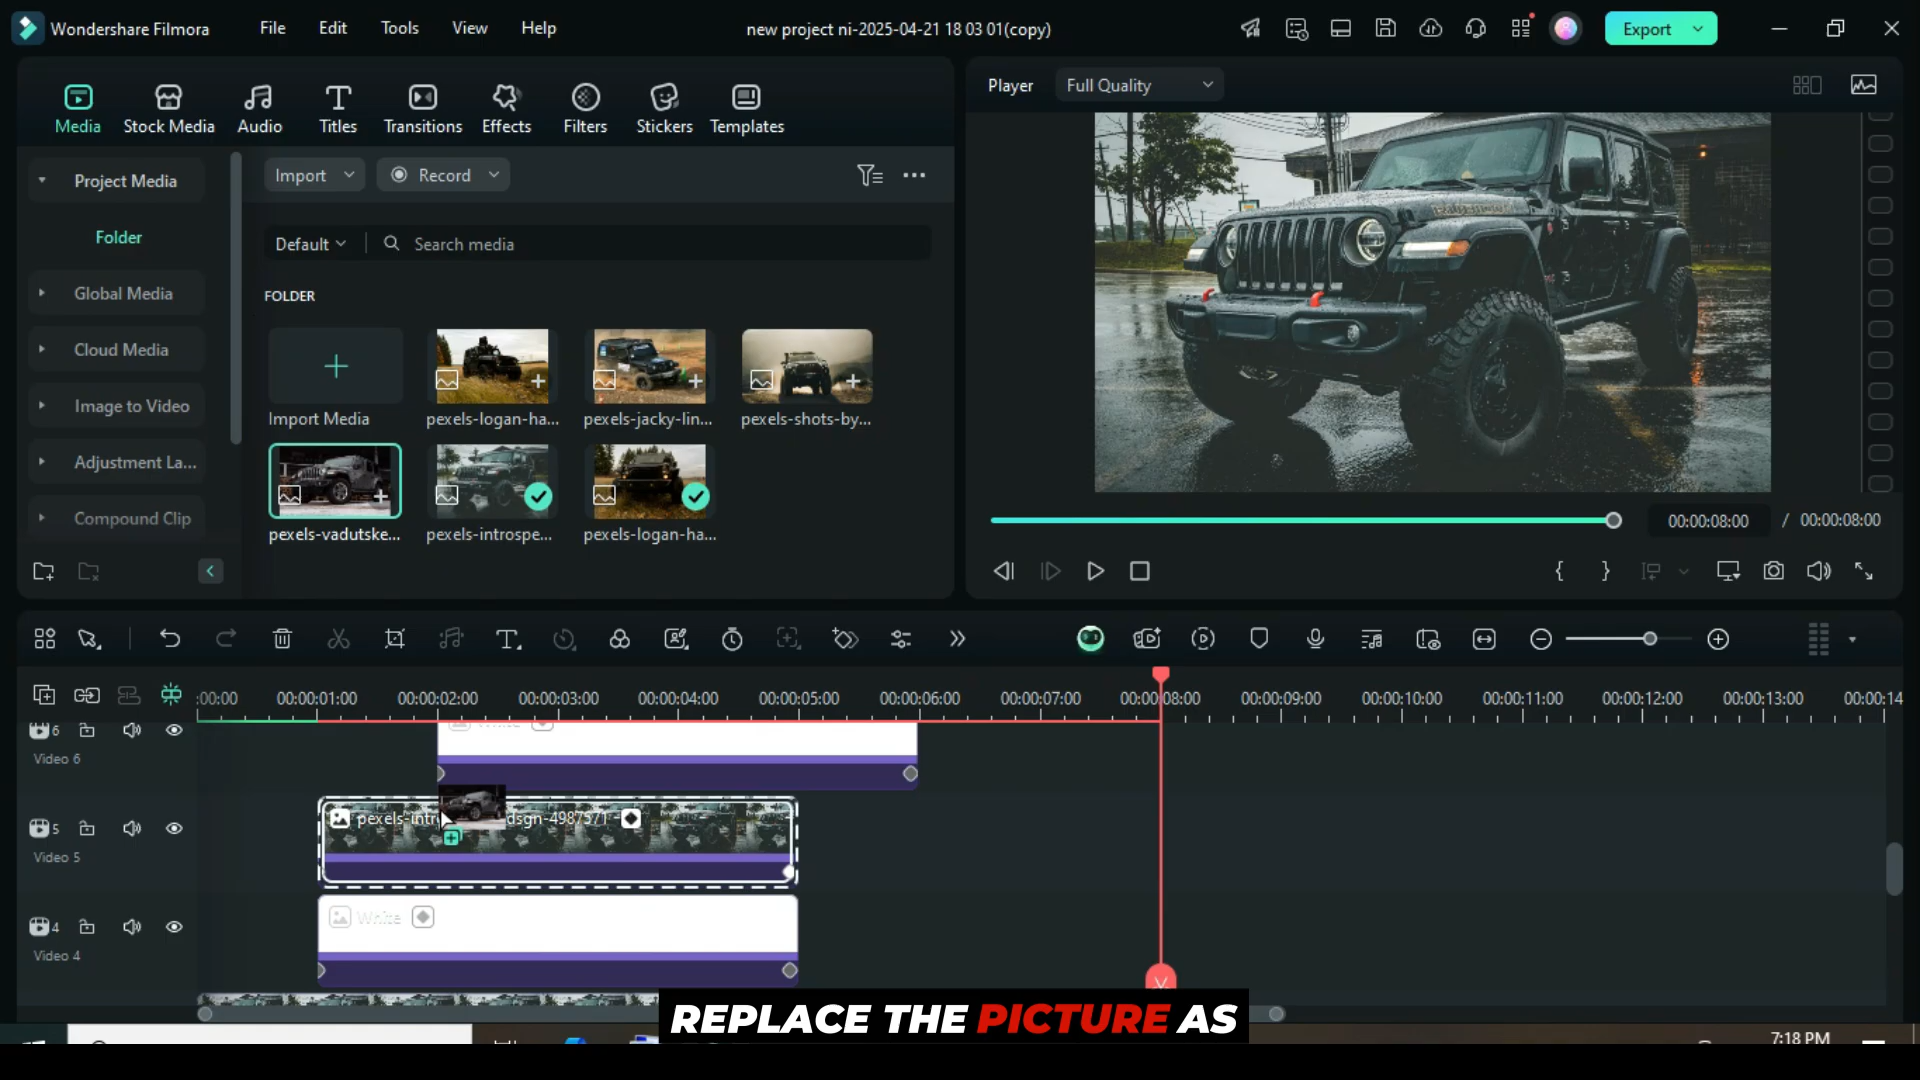 Wondershare Filmora
File Edit Tools View Help
new project ni-2025-04-21 18 03 01(copy)
Export
Media Stock Media Audio Titles Transitions Effects Filters Stickers Templates
Player Full Quality
Project Media
Folder
Global Media
Cloud Media
Image to Video
Adjustment La...
Compound Clip
Import Record
Default Search media
FOLDER
Import Media pexels-logan-ha... pexels-jacky-lin... pexels-shots-by...
pexels-vadutske... pexels-introspe... pexels-logan-ha...
00:00:08:00 / 00:00:08:00
:00:00 00:00:01:00 00:00:02:00 00:00:03:00 00:00:04:00 00:00:05:00 00:00:06:00 00:00:07:00 00:00:08:00 00:00:09:00 00:00:10:00 00:00:11:00 00:00:12:00 00:00:13:00 00:00:14
6
Video 6
pexels-intr dsgn-4987571
5
Video 5
White
4
Video 4
REPLACE THE PICTURE AS
7:18 PM